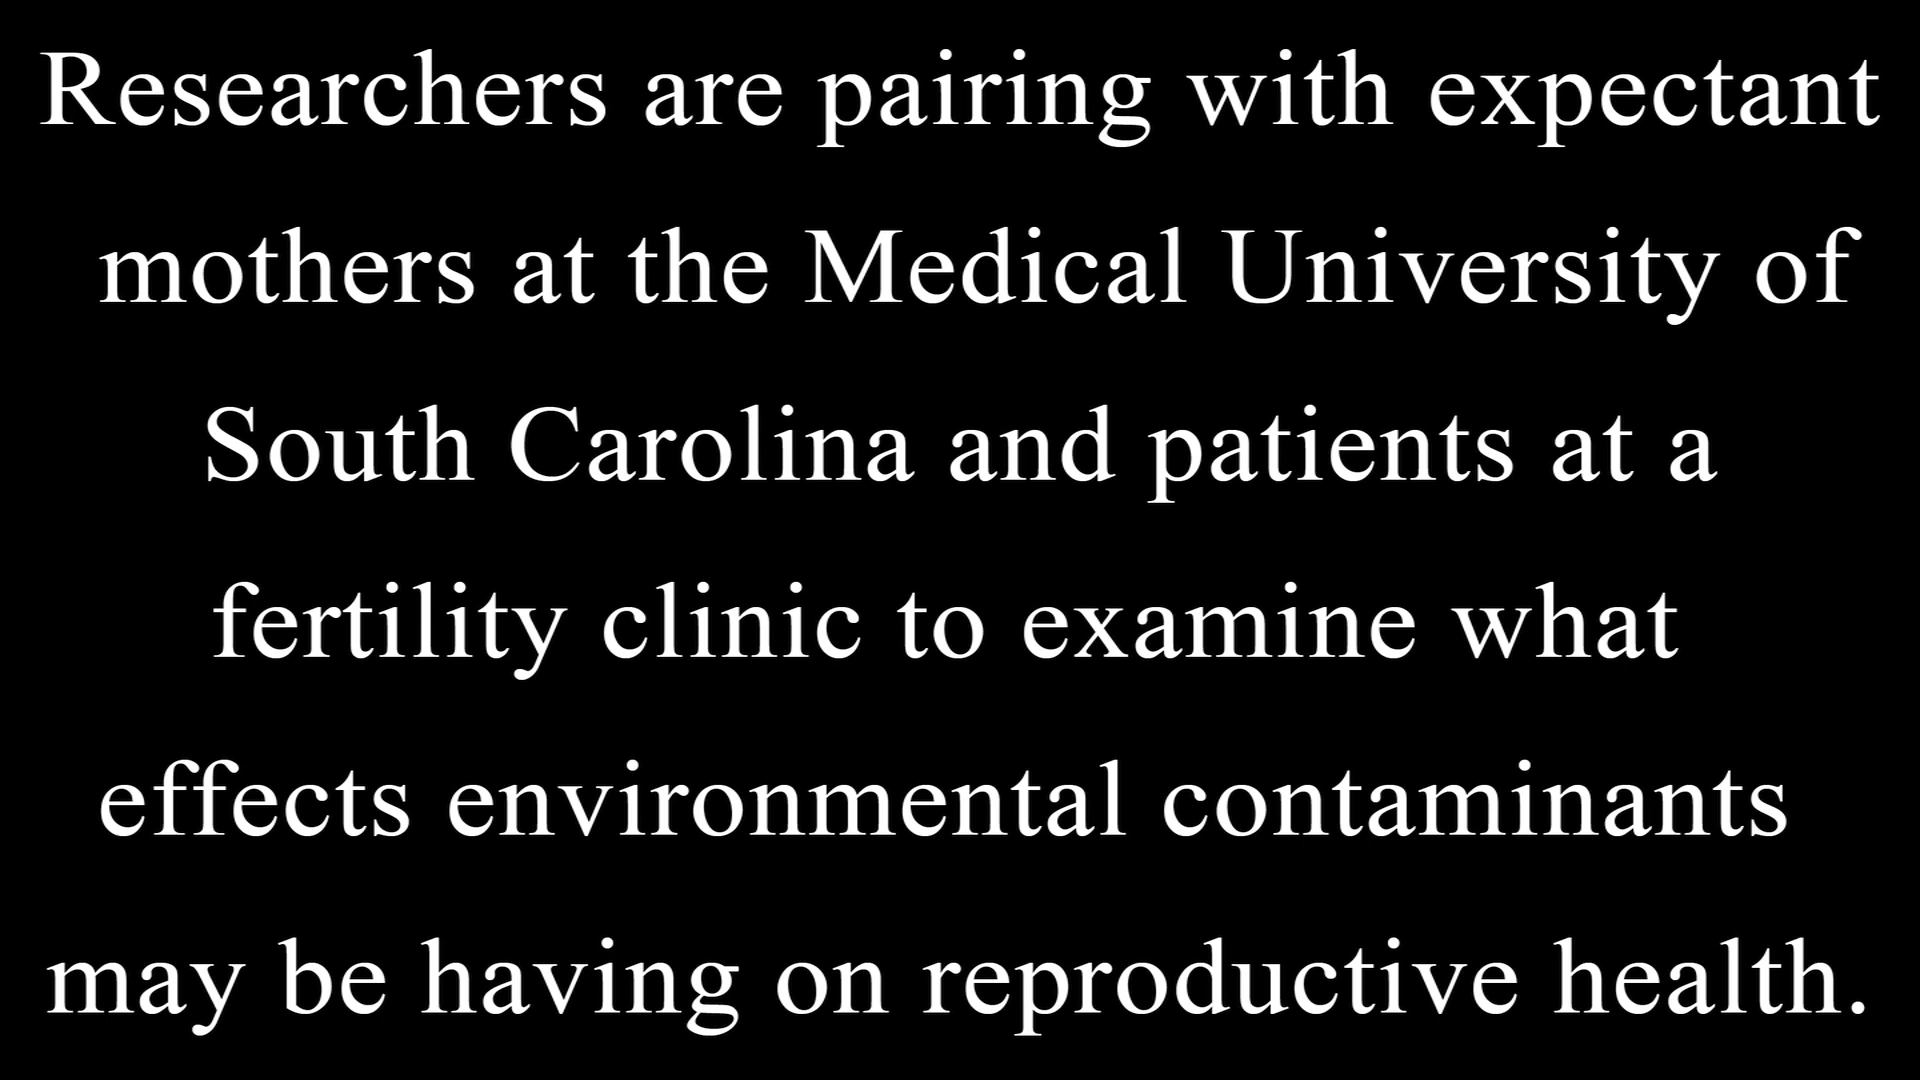 Researchers are pairing with expectant
mothers at the Medical University of
South Carolina and patients at a
fertility clinic to examine what
effects environmental contaminants
may be having on reproductive health.